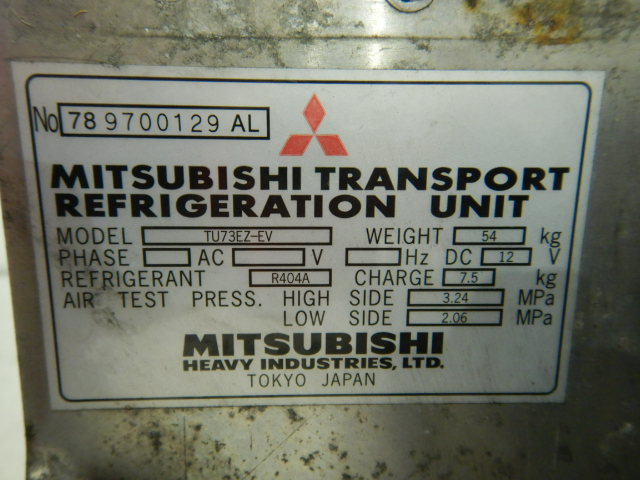 No 78 9700129 AL
MITSUBISHI TRANSPORT
REFRIGERATION UNIT
MODEL TU73EZ-EV WEIGHT 54 kg
PHASE AC V Hz DC 12 V
REFRIGERANT R404A CHARGE 7.5 kg
AIR TEST PRESS. HIGH SIDE 3.24 MPa
LOW SIDE 2.06 MPa
MITSUBISHI
HEAVY INDUSTRIES, LTD.
TOKYO JAPAN